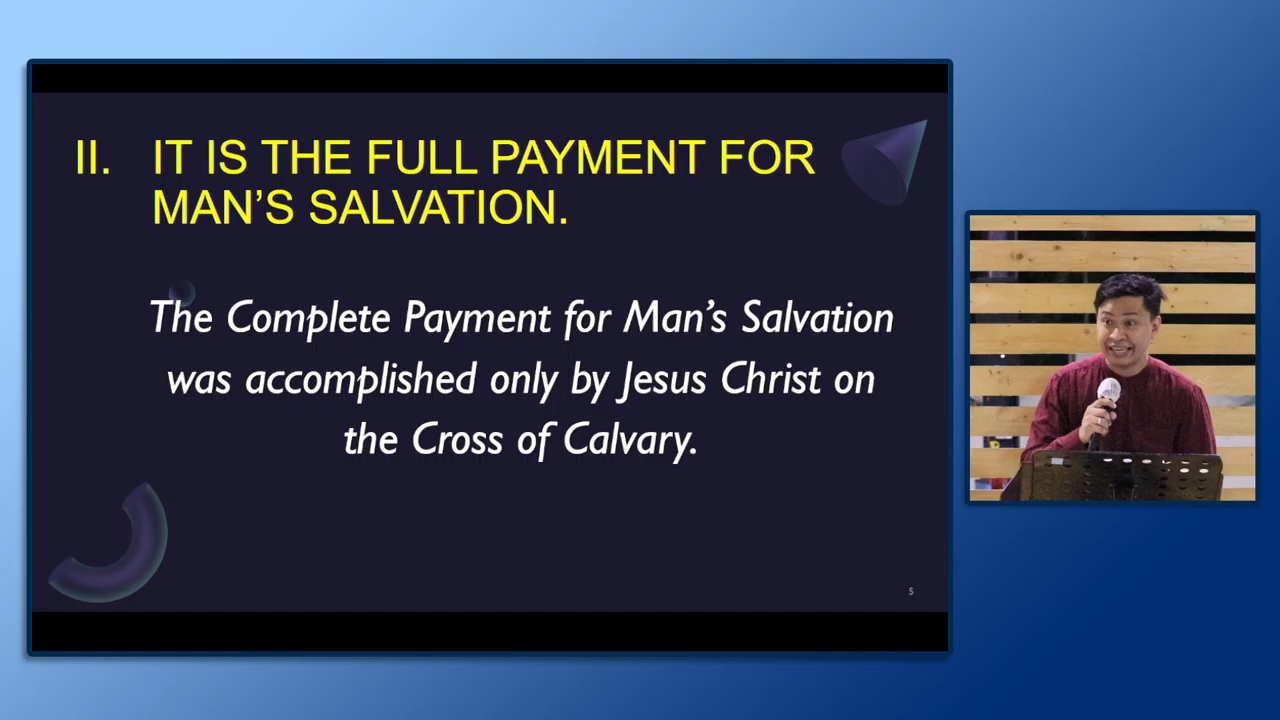 II. IT IS THE FULL PAYMENT FOR
MAN’S SALVATION.
The Complete Payment for Man’s Salvation
was accomplished only by Jesus Christ on
the Cross of Calvary.
5